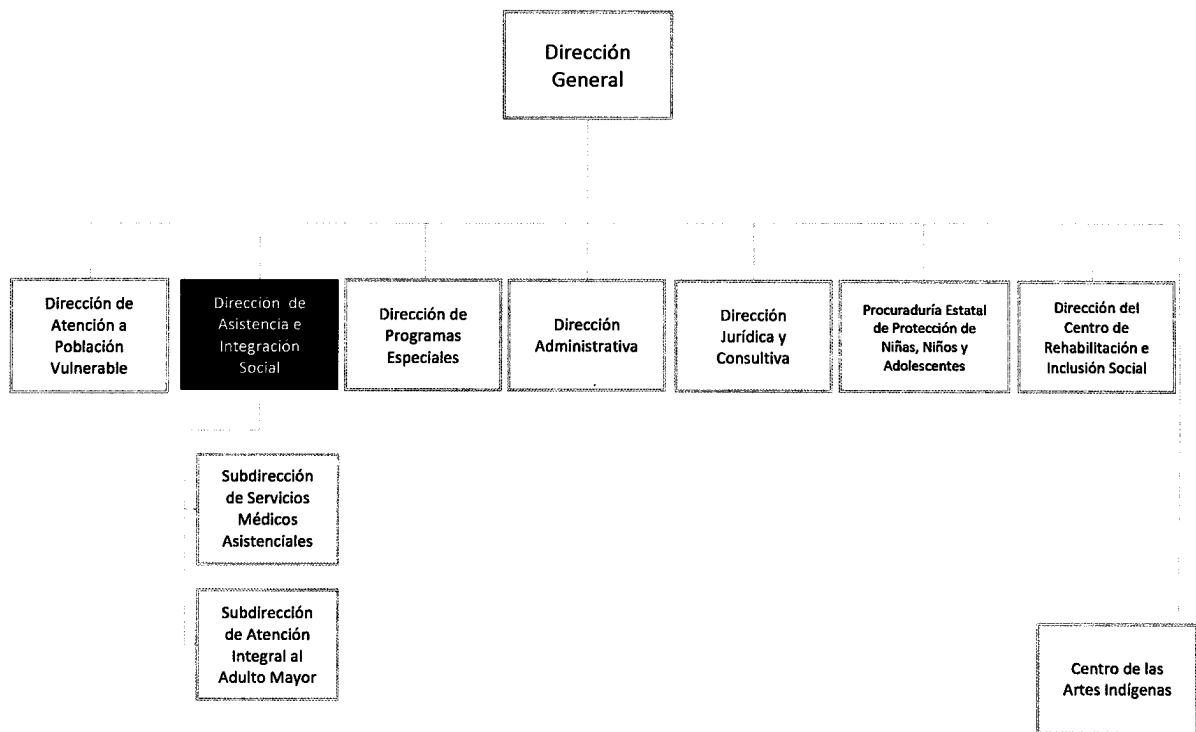 Dirección
General
Dirección de
Atención a
Población
Vulnerable
Dirección de
Asistencia e
Integración
Social
Dirección de
Programas
Especiales
Dirección
Administrativa
Dirección
Jurídica y
Consultiva
Procuraduría Estatal
de Protección de
Niñas, Niños y
Adolescentes
Dirección del
Centro de
Rehabilitación e
Inclusión Social
Subdirección
de Servicios
Médicos
Asistenciales
Subdirección
de Atención
Integral al
Adulto Mayor
Centro de las
Artes Indígenas